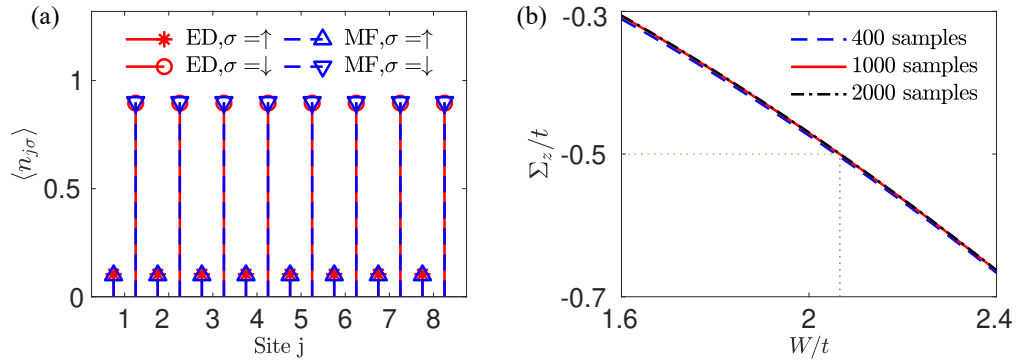 (a)
ED,σ =↑
MF,σ =↑
ED,σ =↓
MF,σ =↓
1
0.5
0
⟨n_{jσ}⟩
1 2 3 4 5 6 7 8
Site j
(b)
-0.3
400 samples
1000 samples
2000 samples
-0.5
-0.7
Σ_z/t
1.6 2 2.4
W/t